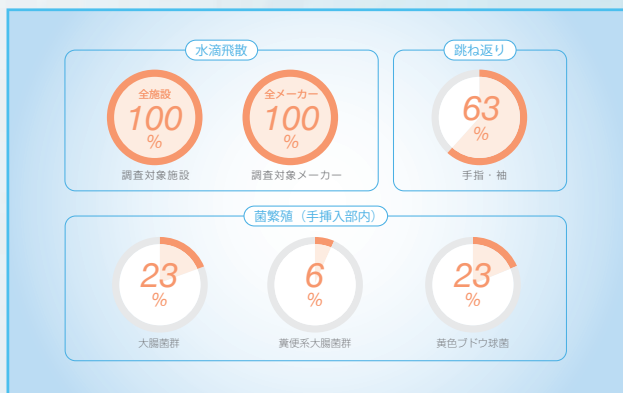 水滴飛散
全施設
100
%
調査対象施設
全メーカー
100
%
調査対象メーカー
跳ね返り
63
%
手指・袖
菌繁殖（手挿入部内）
23
%
大腸菌群
6
%
糞便系大腸菌群
23
%
黄色ブドウ球菌